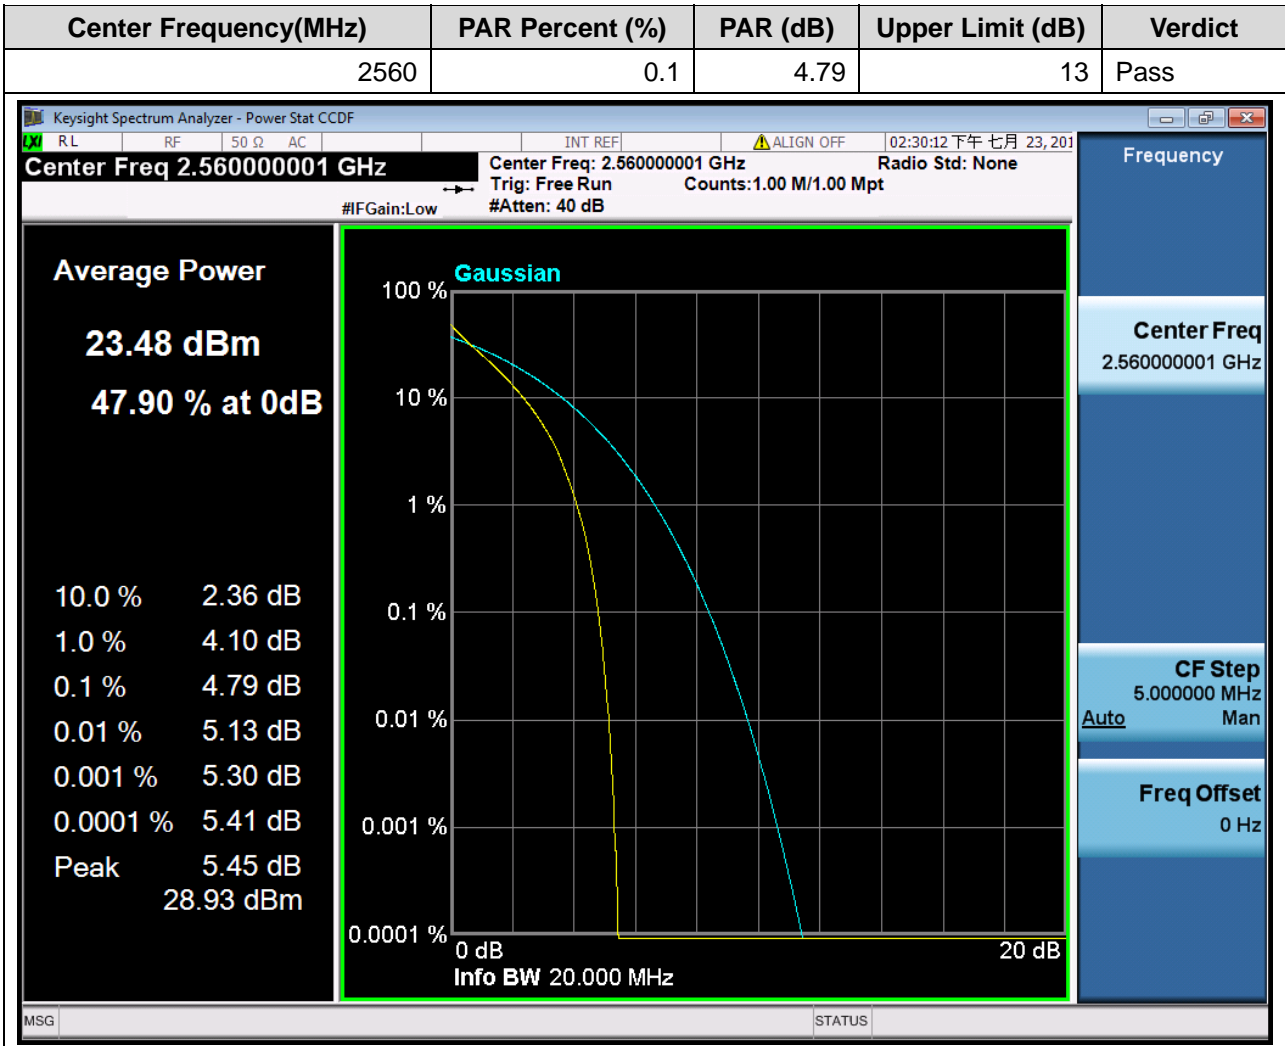 Center Frequency(MHz) PAR Percent (%) PAR (dB) Upper Limit (dB) Verdict
2560 0.1 4.79 13 Pass
Keysight Spectrum Analyzer - Power Stat CCDF
LXI RL RF 50 Ω AC INT REF ALIGN OFF 02:30:12 下午 七月 23, 201
Center Freq 2.560000001 GHz
Center Freq: 2.560000001 GHz Radio Std: None
Trig: Free Run Counts:1.00 M/1.00 Mpt
#IFGain:Low #Atten: 40 dB
Frequency
Average Power
23.48 dBm
47.90 % at 0dB
10.0 % 2.36 dB
1.0 % 4.10 dB
0.1 % 4.79 dB
0.01 % 5.13 dB
0.001 % 5.30 dB
0.0001 % 5.41 dB
Peak 5.45 dB
28.93 dBm
Gaussian
100 %
10 %
1 %
0.1 %
0.01 %
0.001 %
0.0001 %
0 dB 20 dB
Info BW 20.000 MHz
Center Freq
2.560000001 GHz
CF Step
5.000000 MHz
Auto Man
Freq Offset
0 Hz
MSG STATUS